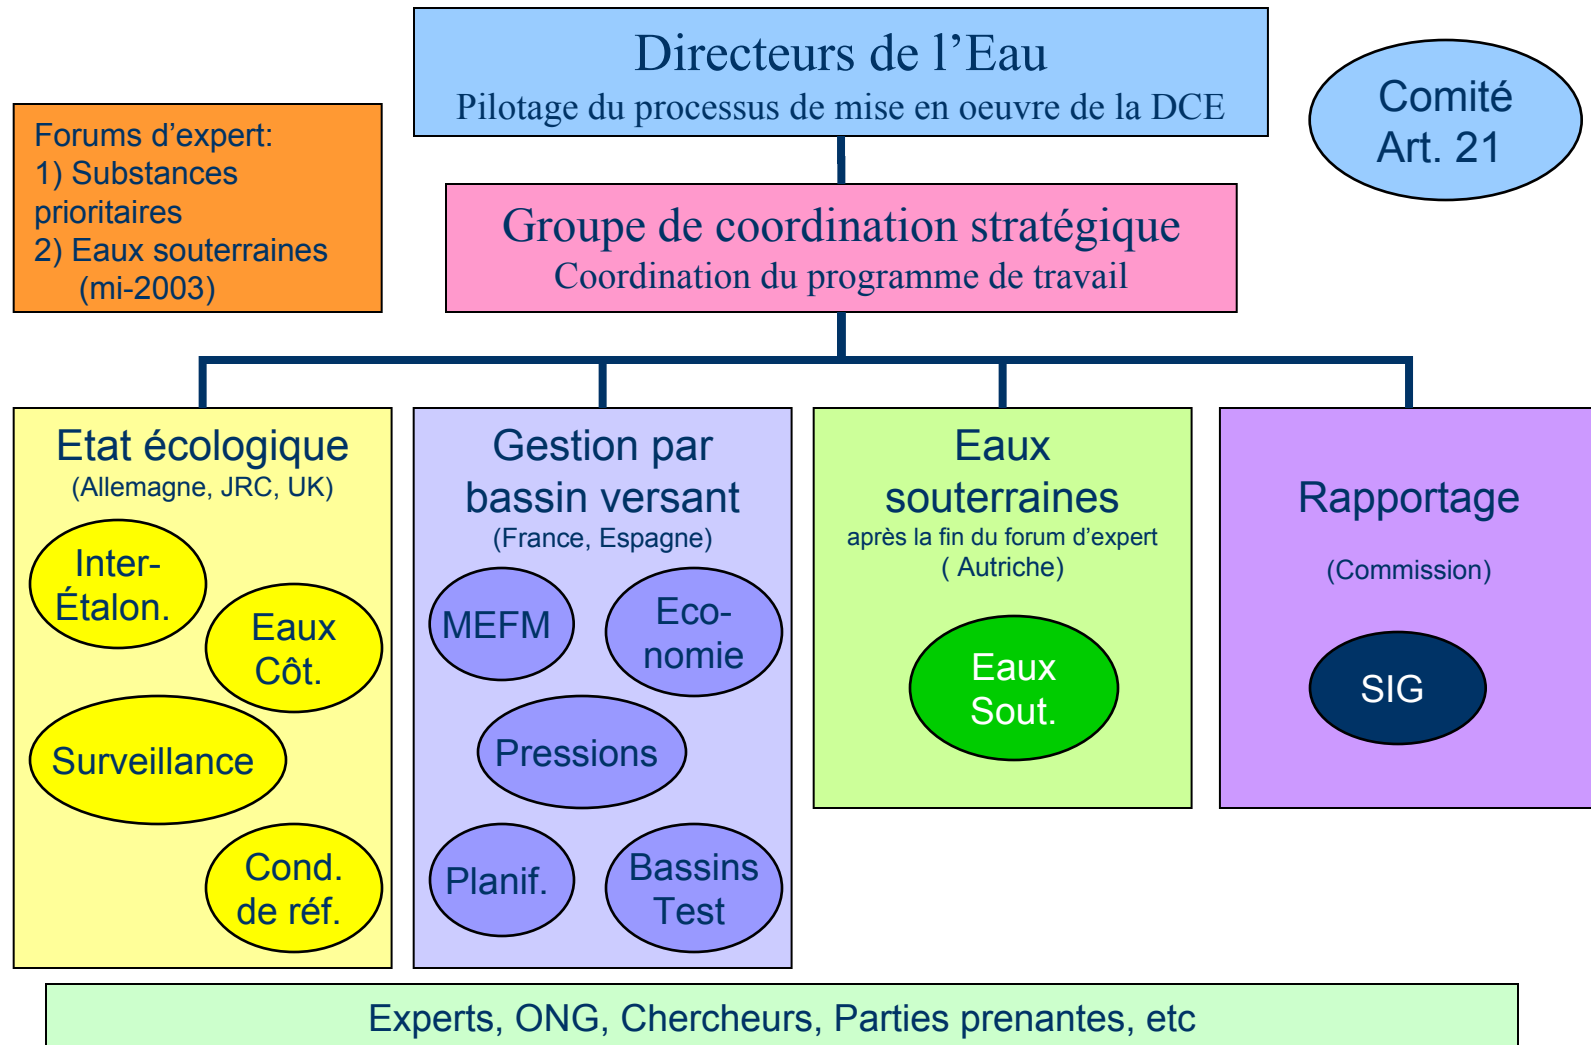 Directeurs de l’Eau
Pilotage du processus de mise en oeuvre de la DCE
Comité
Art. 21
Forums d’expert:
1) Substances
prioritaires
2) Eaux souterraines
(mi-2003)
Groupe de coordination stratégique
Coordination du programme de travail
Etat écologique
(Allemagne, JRC, UK)
Inter-
Étalon.
Eaux
Côt.
Surveillance
Cond.
de réf.
Gestion par
bassin versant
(France, Espagne)
MEFM
Eco-
nomie
Pressions
Planif.
Bassins
Test
Eaux
souterraines
après la fin du forum d’expert
( Autriche)
Eaux
Sout.
Rapportage
(Commission)
SIG
Experts, ONG, Chercheurs, Parties prenantes, etc